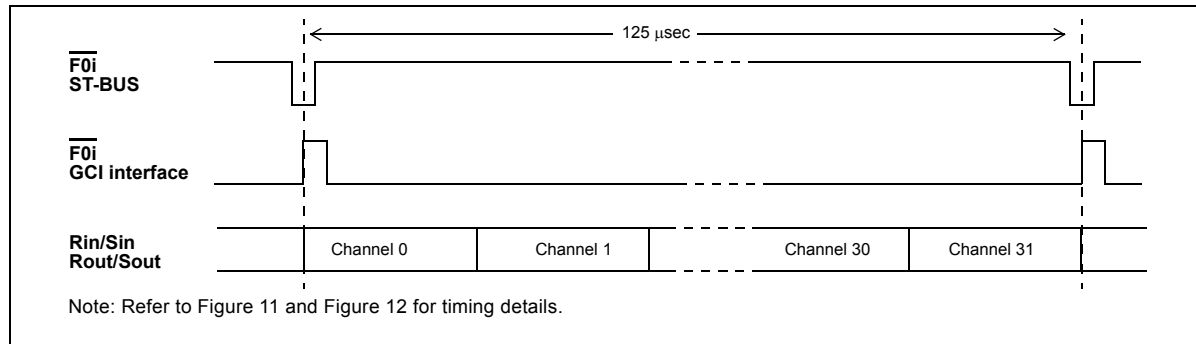 125 μsec
F0i
ST-BUS
F0i
GCI interface
Rin/Sin
Rout/Sout
Channel 0 Channel 1 Channel 30 Channel 31
Note: Refer to Figure 11 and Figure 12 for timing details.